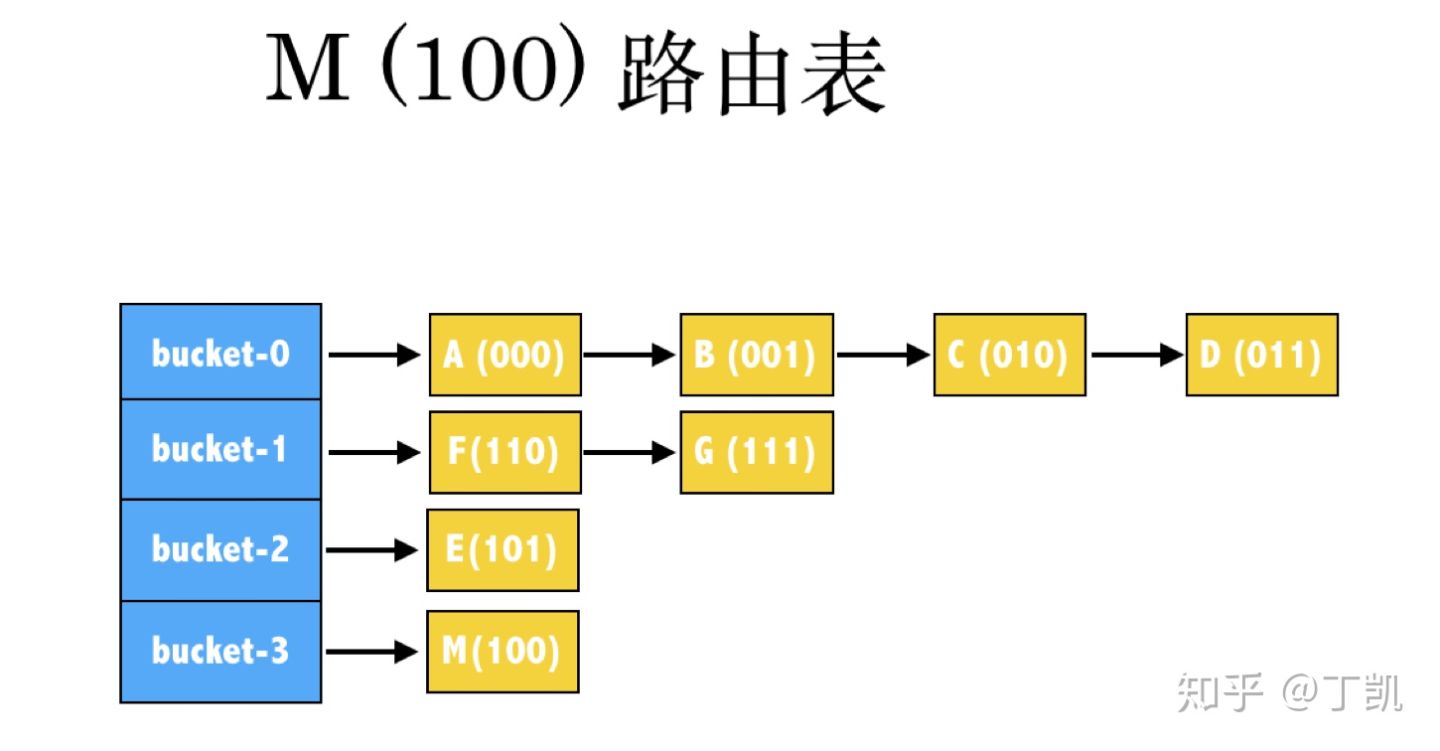 M (100) 路由表
bucket-0 A (000) B (001) C (010) D (011)
bucket-1 F(110) G (111)
bucket-2 E(101)
bucket-3 M(100)
知乎 @丁凯